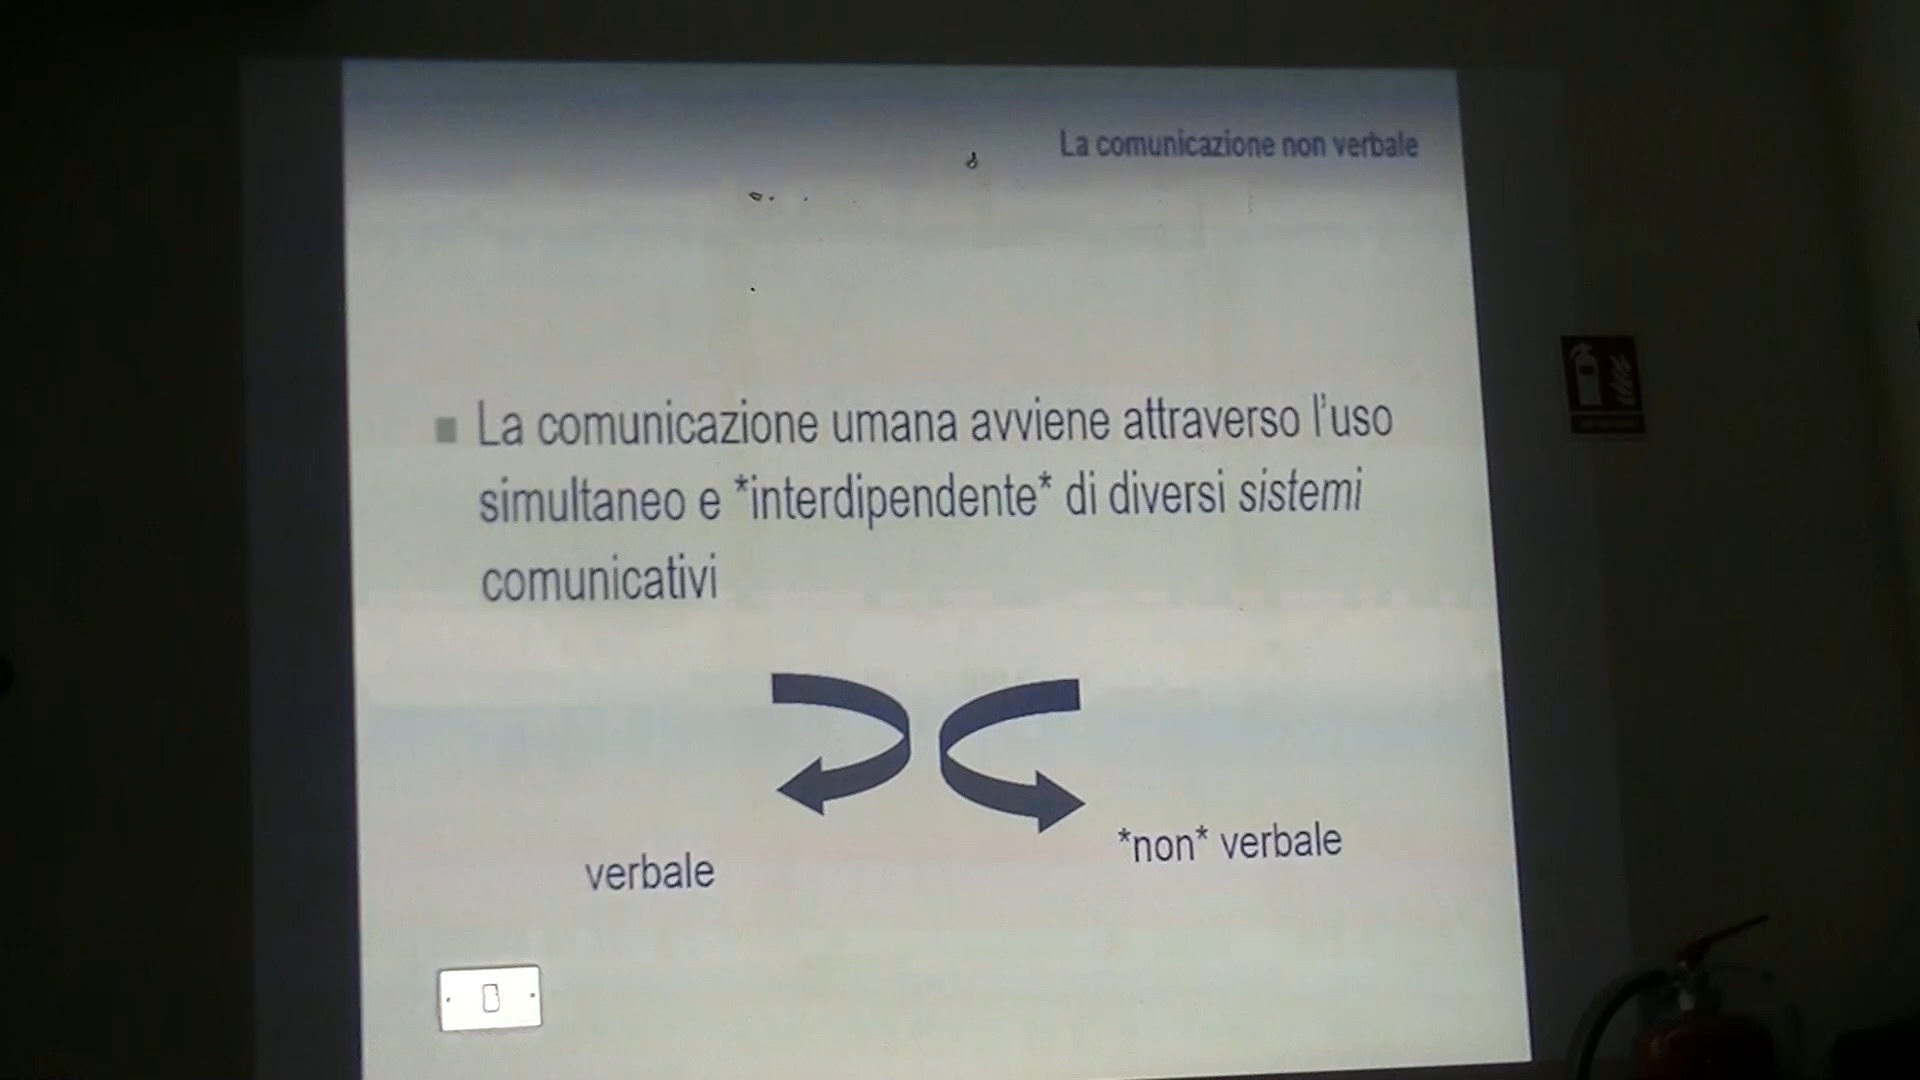 La comunicazione non verbale
La comunicazione umana avviene attraverso l'uso
simultaneo e *interdipendente* di diversi sistemi
comunicativi
verbale
*non* verbale